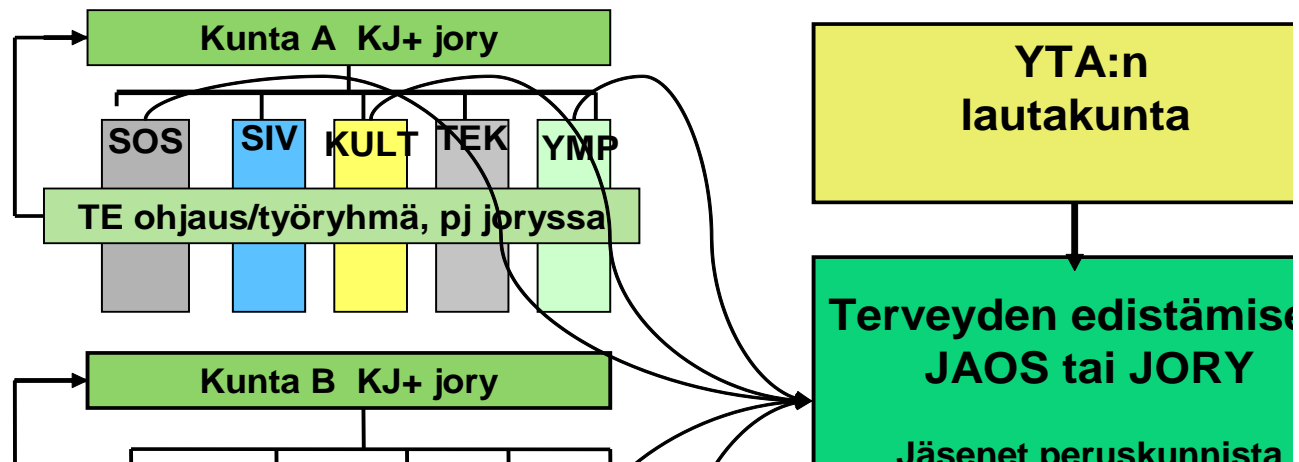 Kunta A KJ+ jory
SOS
SIV
KULT
TEK
YMP
TE ohjaus/työryhmä, pj joryssa
Kunta B KJ+ jory
YTA:n
lautakunta
Terveyden edistämise
JAOS tai JORY
Jäsenet peruskunnista